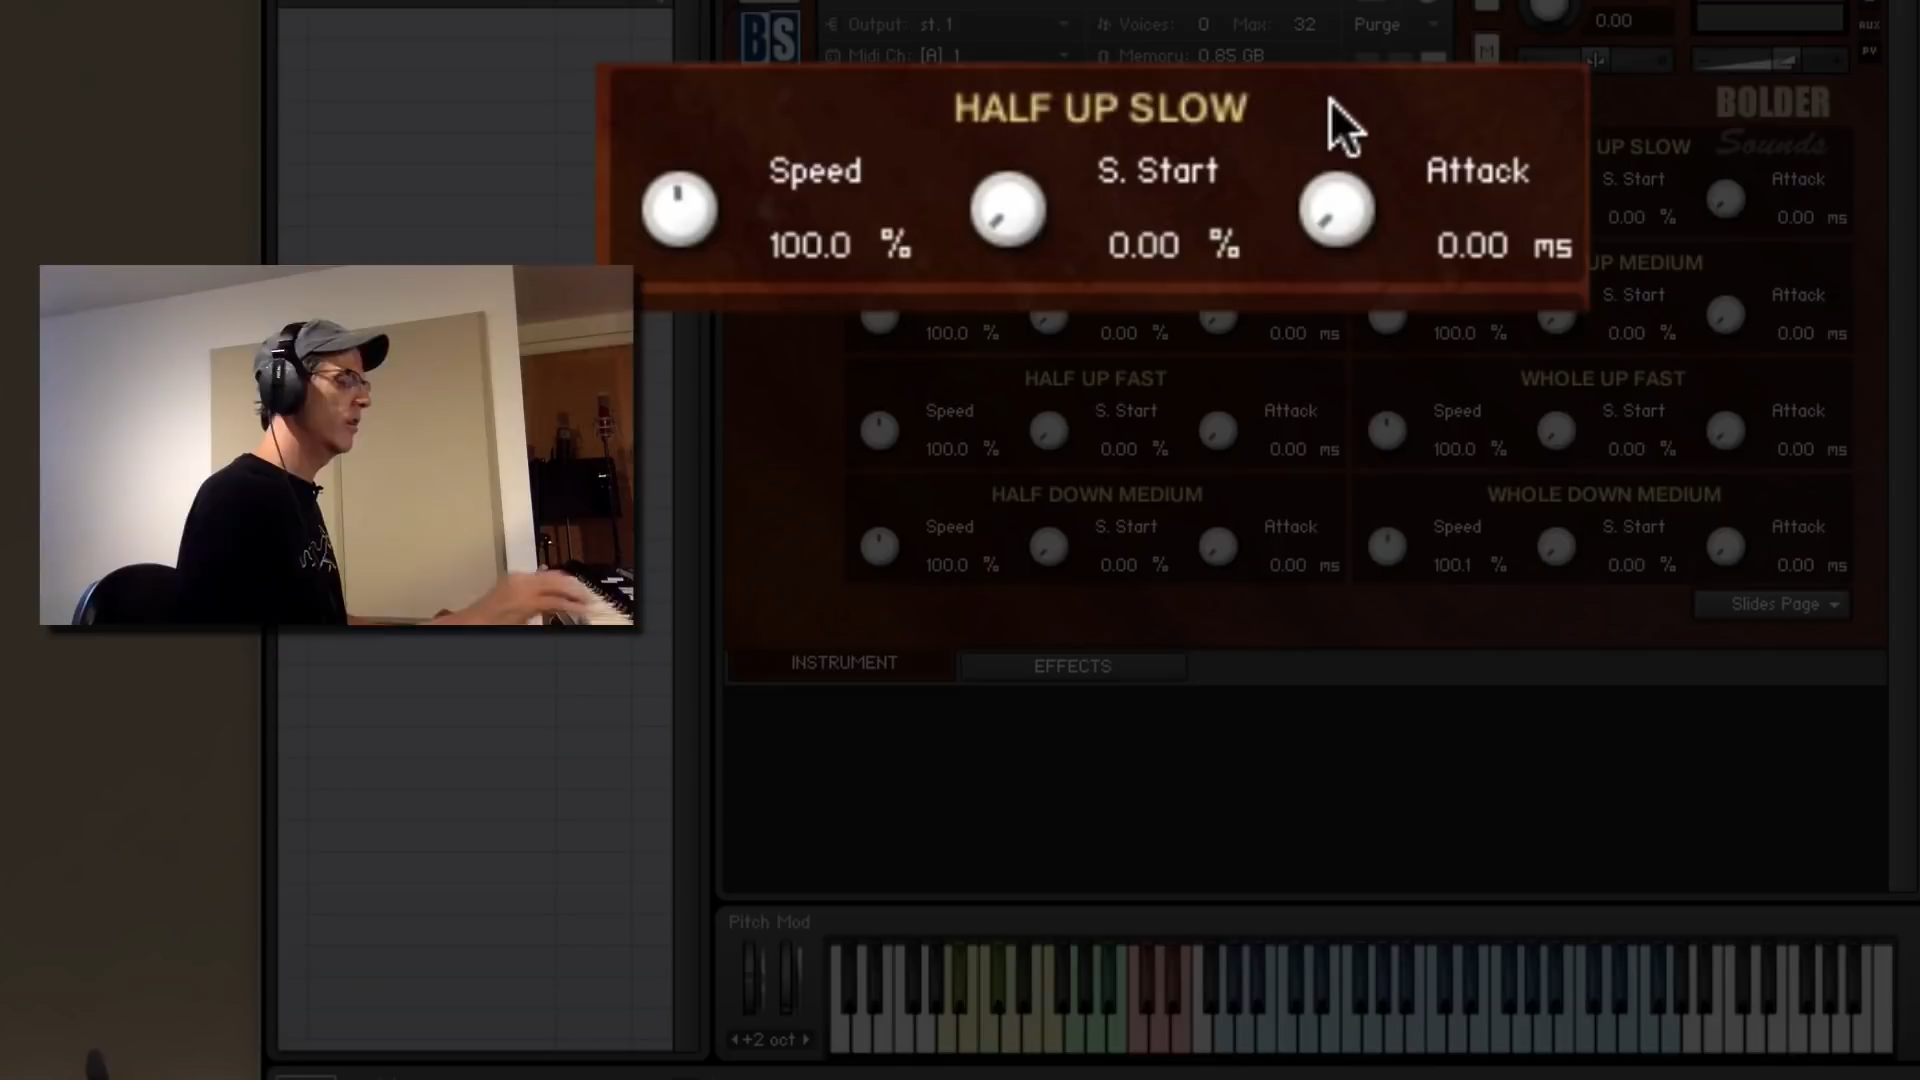 BS
Output: st. 1 Voices: 0 Max: 32 Purge
Midi Ch: [A] 1 Memory: 0.85 GB
0.00
M
AUX
PV
BOLDER
Sounds
HALF UP SLOW
Speed S. Start Attack
100.0 % 0.00 % 0.00 ms
UP SLOW
S. Start Attack
0.00 % 0.00 ms
UP MEDIUM
S. Start Attack
100.0 % 0.00 % 0.00 ms 100.0 % 0.00 % 0.00 ms
HALF UP FAST WHOLE UP FAST
Speed S. Start Attack Speed S. Start Attack
100.0 % 0.00 % 0.00 ms 100.0 % 0.00 % 0.00 ms
HALF DOWN MEDIUM WHOLE DOWN MEDIUM
Speed S. Start Attack Speed S. Start Attack
100.0 % 0.00 % 0.00 ms 100.1 % 0.00 % 0.00 ms
Slides Page
INSTRUMENT EFFECTS
Pitch Mod
+2 oct